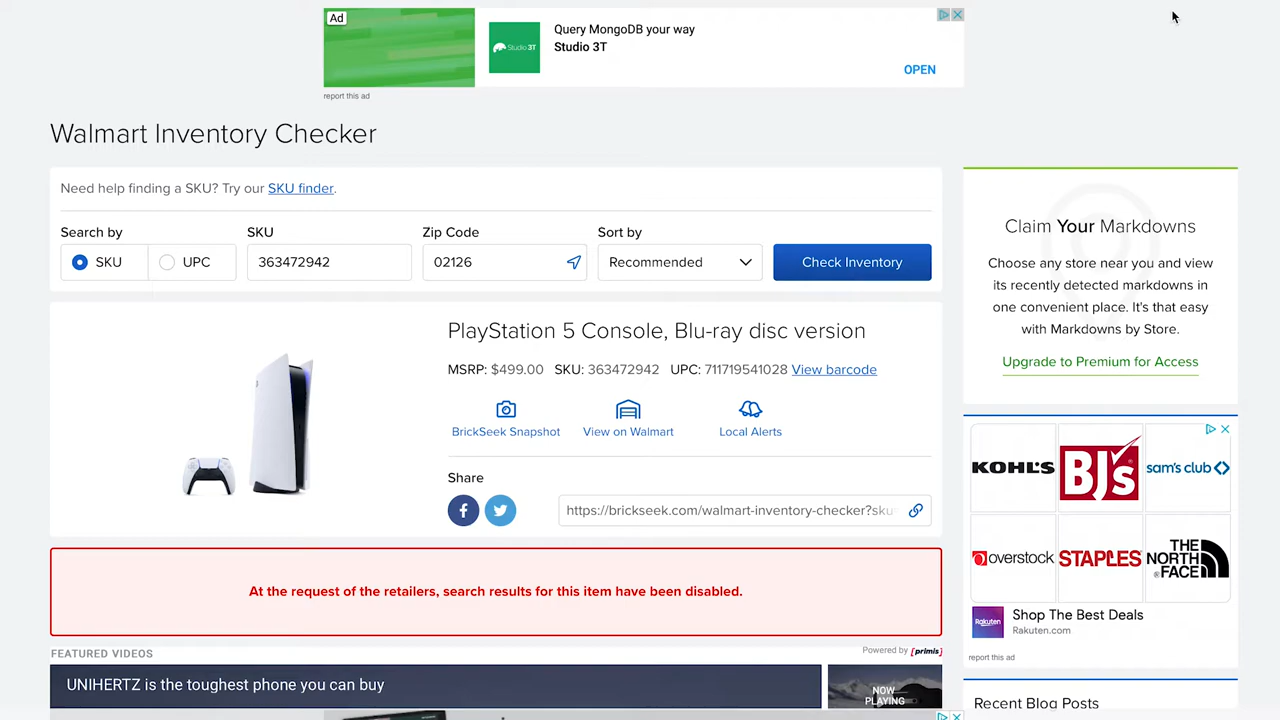 Ad
Query MongoDB your way
Studio 3T
Studio 3T
OPEN
report this ad
Walmart Inventory Checker
Need help finding a SKU? Try our SKU finder.
Search by
SKU
Zip Code
Sort by
SKU
UPC
363472942
02126
Recommended
Check Inventory
PlayStation 5 Console, Blu-ray disc version
MSRP: $499.00 SKU: 363472942 UPC: 711719541028 View barcode
BrickSeek Snapshot
View on Walmart
Local Alerts
Share
https://brickseek.com/walmart-inventory-checker?sku
At the request of the retailers, search results for this item have been disabled.
FEATURED VIDEOS
Powered by [primis]
UNIHERTZ is the toughest phone you can buy
NOW
PLAYING
Claim Your Markdowns
Choose any store near you and view
its recently detected markdowns in
one convenient place. It's that easy
with Markdowns by Store.
Upgrade to Premium for Access
KOHL'S
BJ's
sam's club
overstock
STAPLES
THE
NORTH
FACE
Rakuten
Shop The Best Deals
Rakuten.com
report this ad
Recent Blog Posts